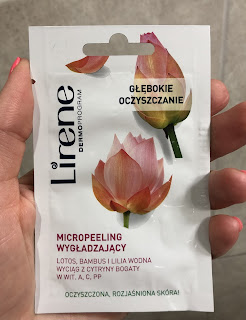 GŁĘBOKIE
OCZYSZCZANIE
Lirene
DERMOPROGRAM
MICROPEELING
WYGŁADZAJĄCY
LOTOS, BAMBUS I LILIA WODNA
WYCIĄG Z CYTRYNY BOGATY
W WIT. A, C, PP
OCZYSZCZONA, ROZJAŚNIONA SKÓRA!